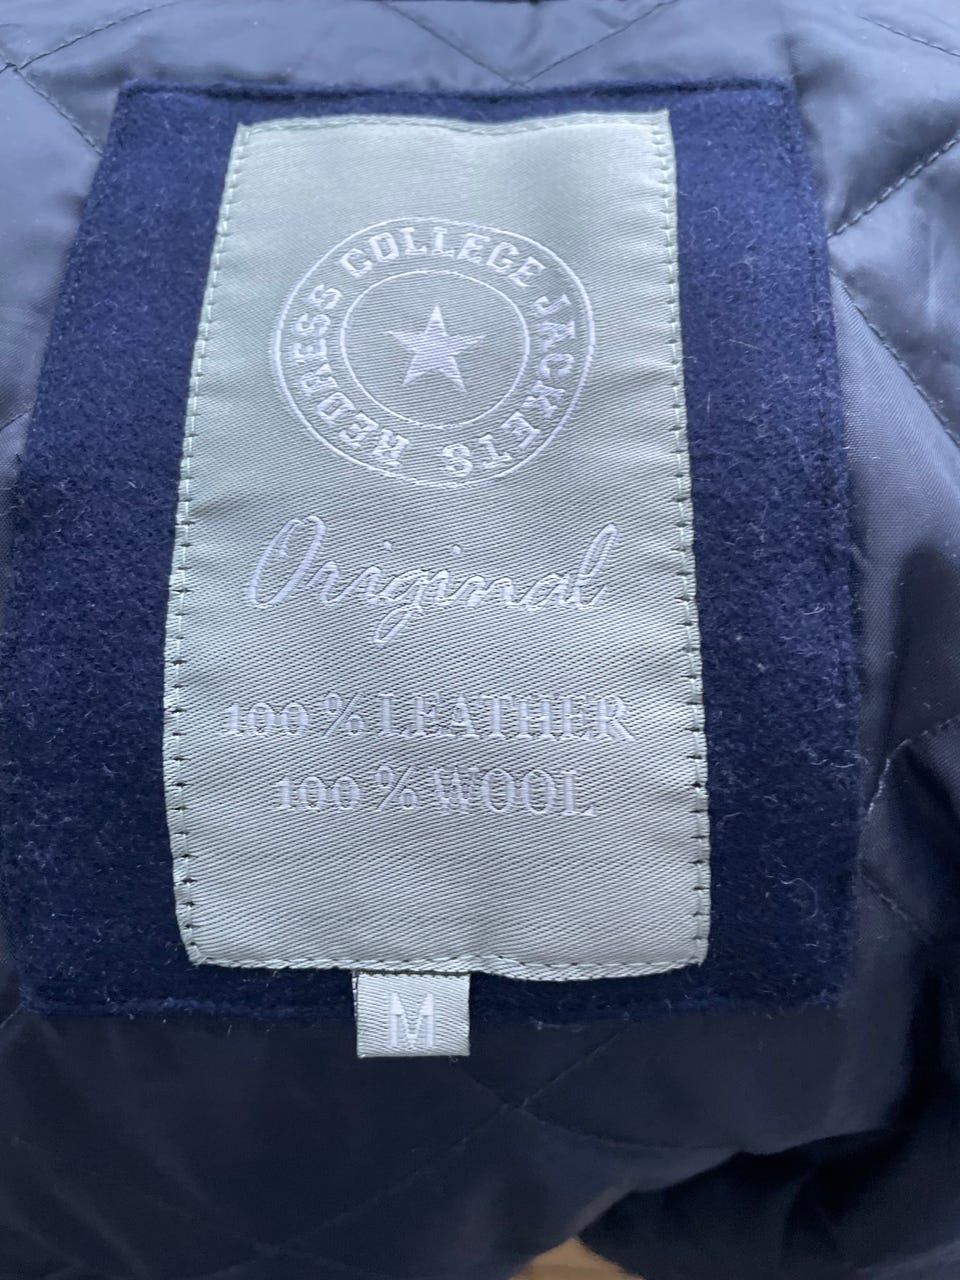 REDRESS COLLEGE JACKETS
Original
100 % LEATHER
100 % WOOL
M